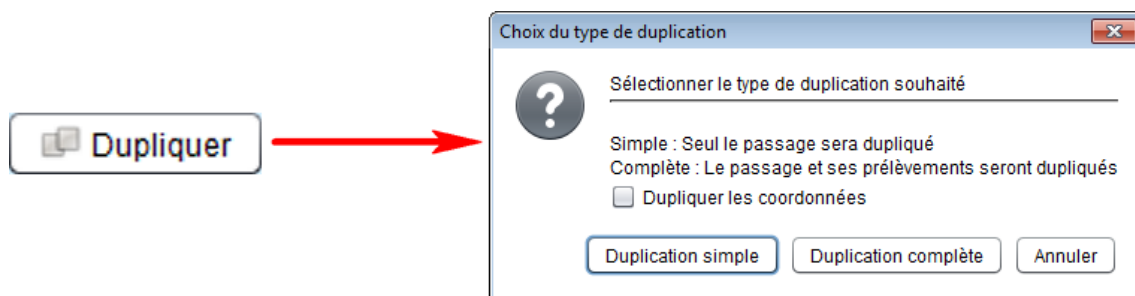 Dupliquer
Choix du type de duplication
Sélectionner le type de duplication souhaité
Simple : Seul le passage sera dupliqué
Complète : Le passage et ses prélèvements seront dupliqués
Dupliquer les coordonnées
Duplication simple Duplication complète Annuler